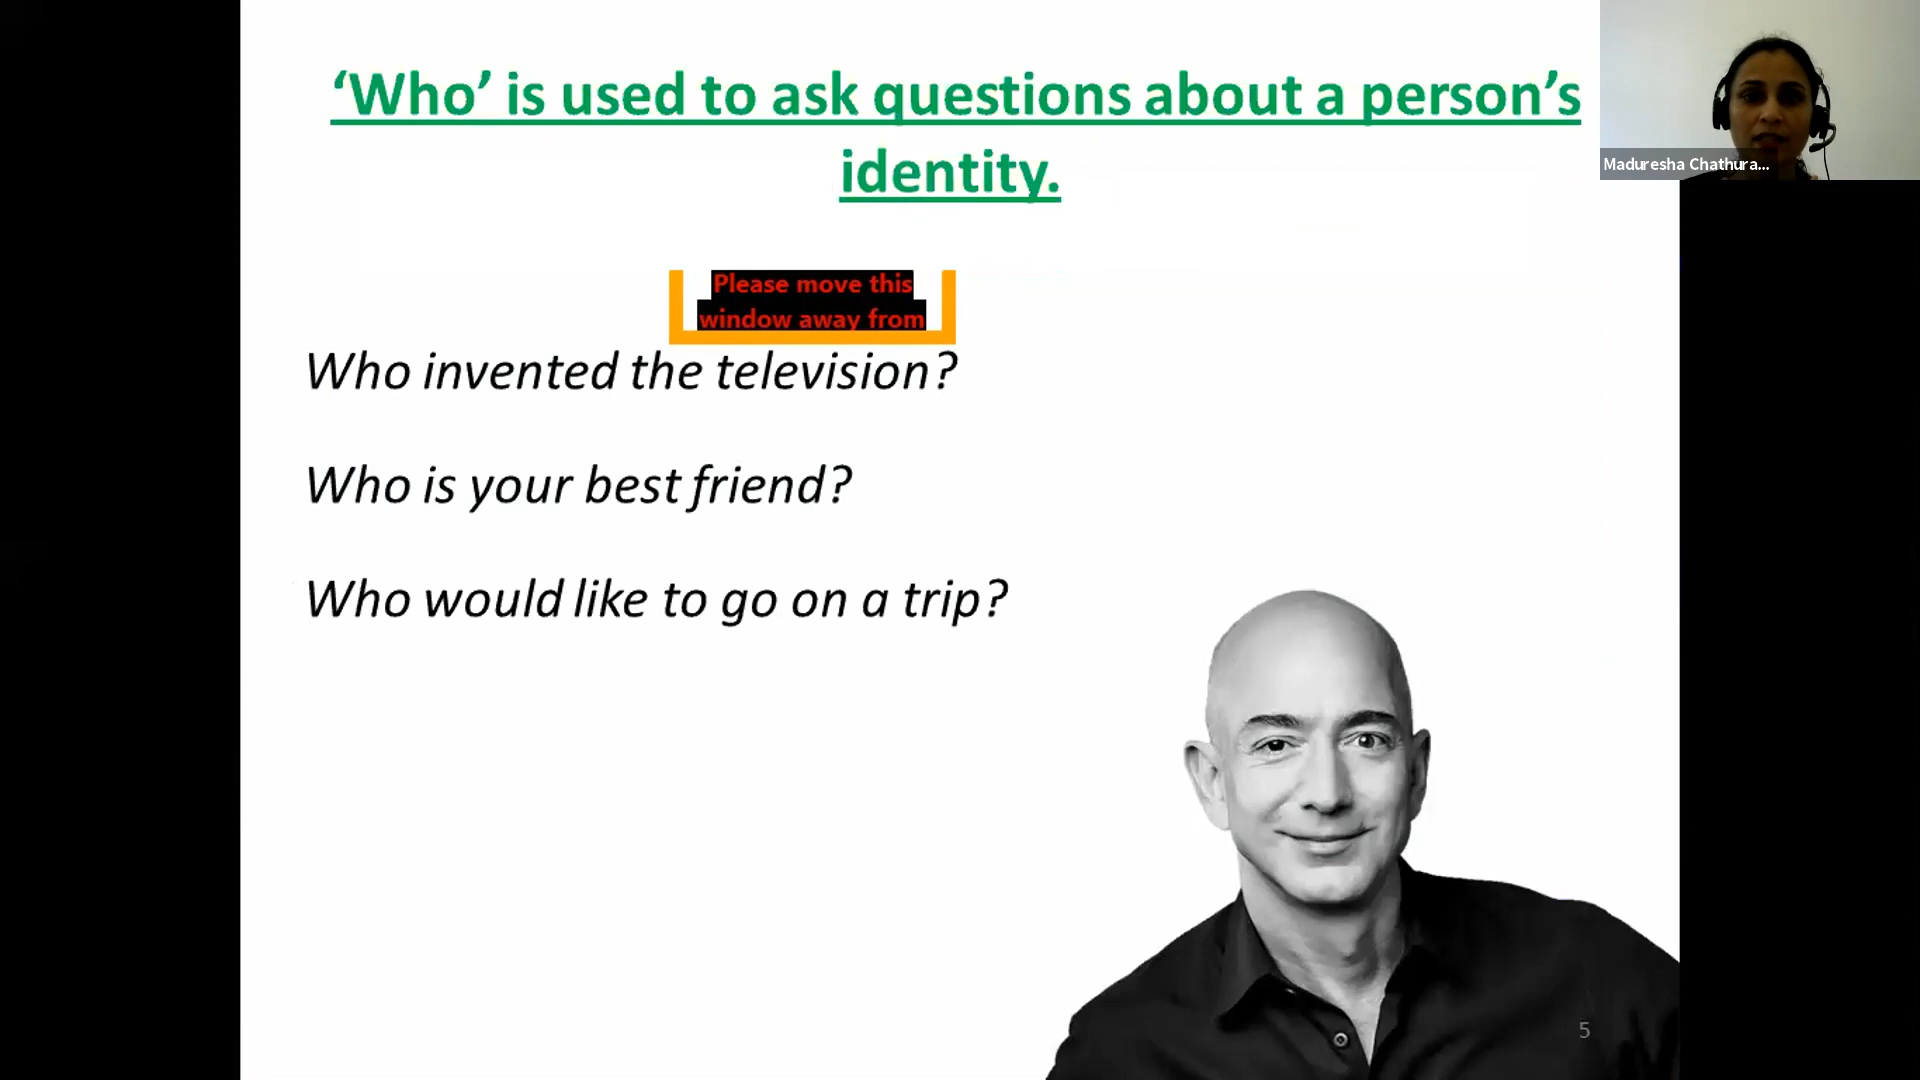 ‘Who’ is used to ask questions about a person’s
identity.
Maduresha Chathura...
Please move this
window away from
Who invented the television?
Who is your best friend?
Who would like to go on a trip?
5